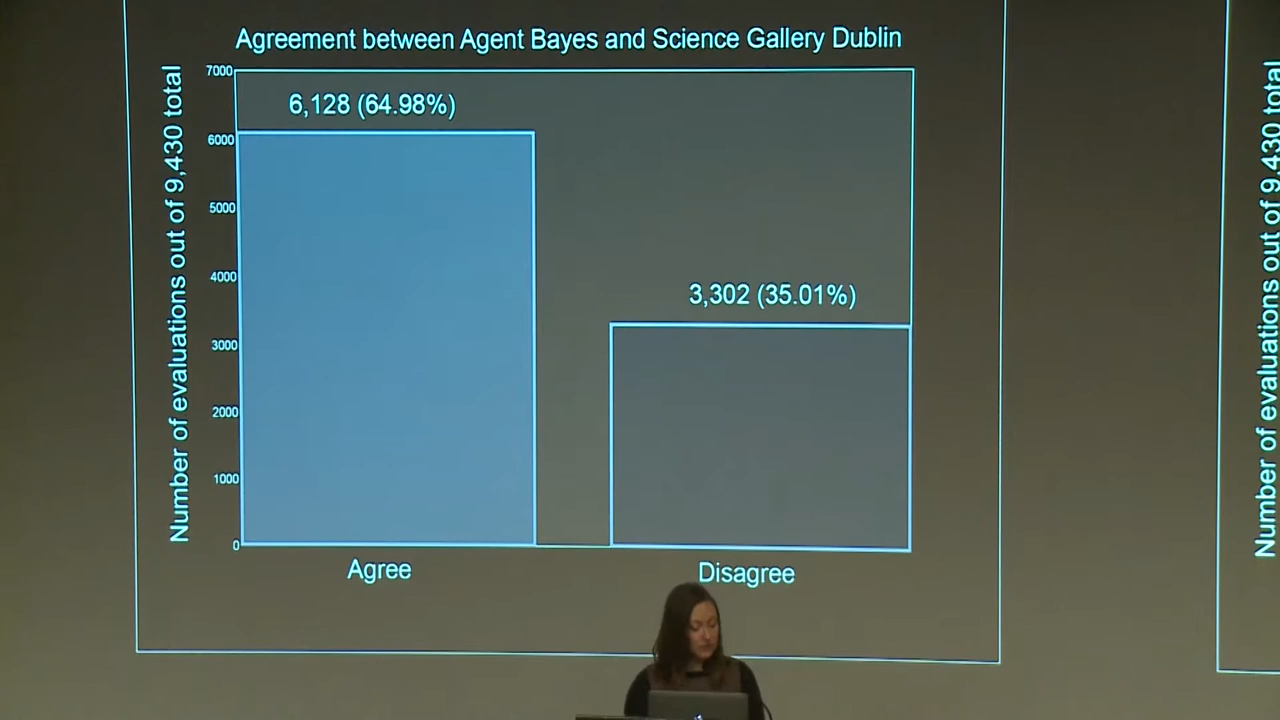 Agreement between Agent Bayes and Science Gallery Dublin
Number of evaluations out of 9,430 total
7000
6000
5000
4000
3000
2000
1000
0
6,128 (64.98%)
3,302 (35.01%)
Agree
Disagree
Number of evaluations out of 9,430 total